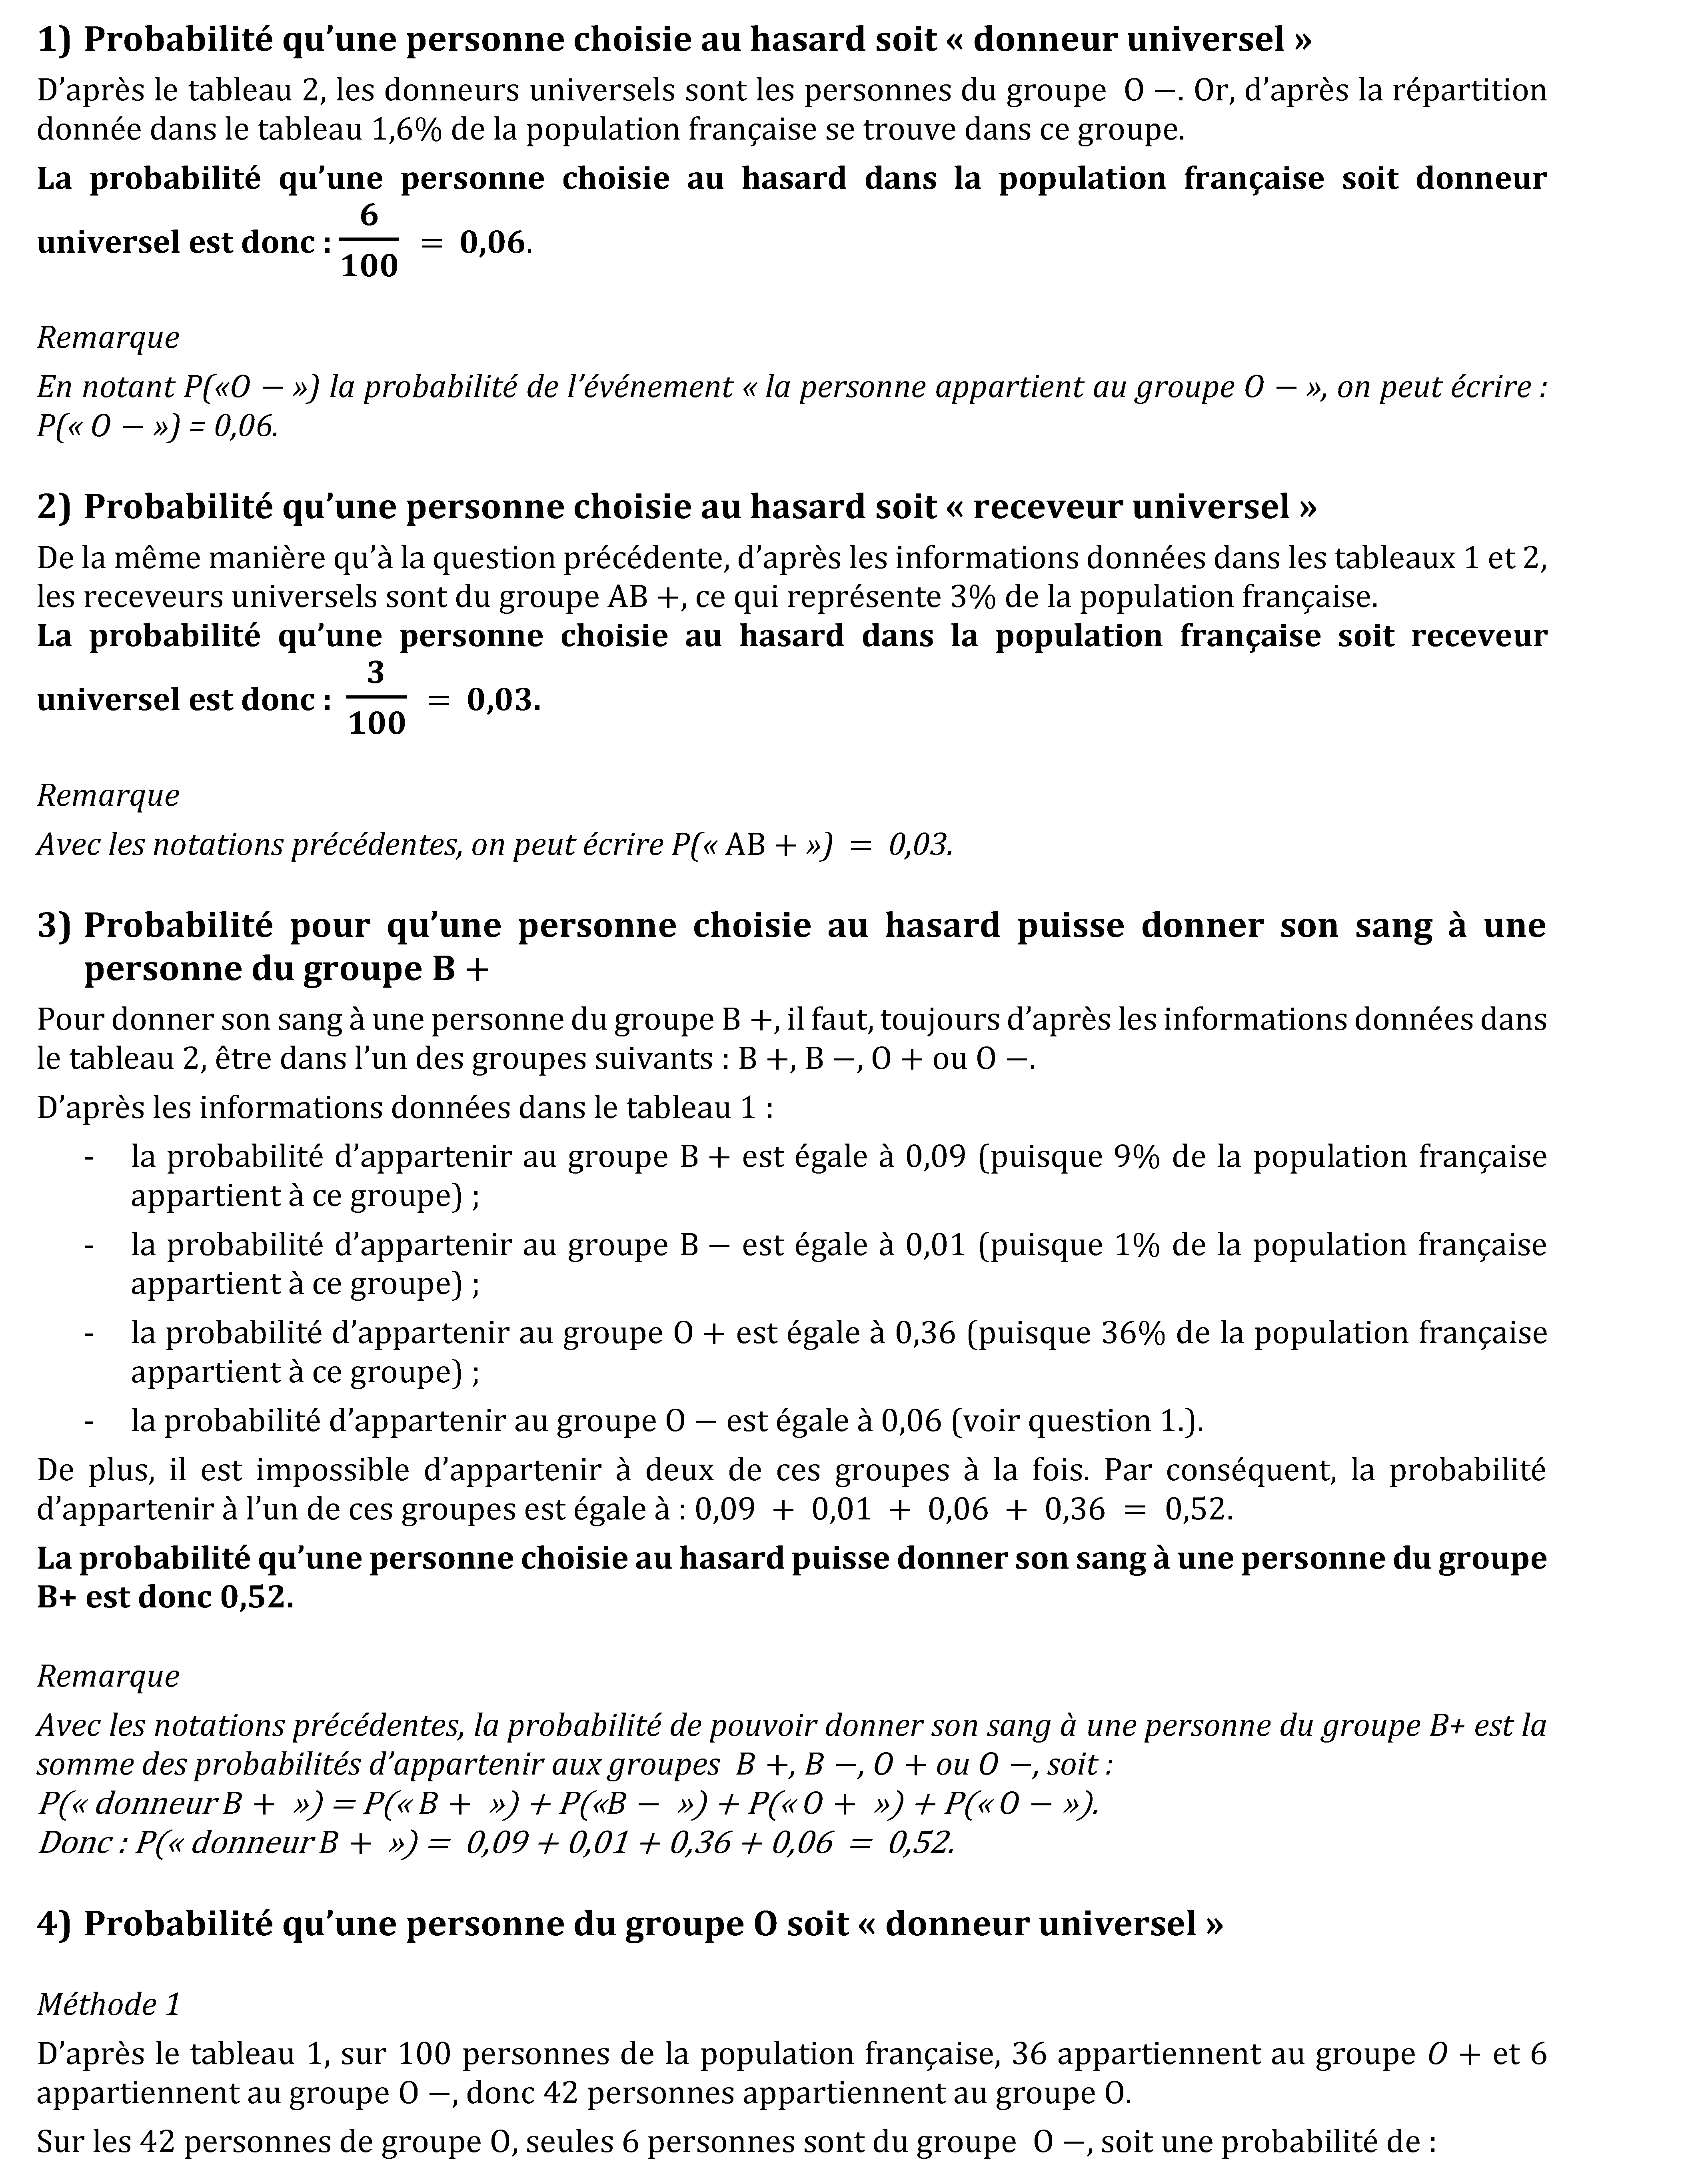 1) Probabilité qu’une personne choisie au hasard soit « donneur universel »
D’après le tableau 2, les donneurs universels sont les personnes du groupe O −. Or, d’après la répartition
donnée dans le tableau 1,6% de la population française se trouve dans ce groupe.
La probabilité qu’une personne choisie au hasard dans la population française soit donneur
universel est donc : 6/100 = 0,06.
Remarque
En notant P(«O − ») la probabilité de l’événement « la personne appartient au groupe O − », on peut écrire :
P(« O − ») = 0,06.
2) Probabilité qu’une personne choisie au hasard soit « receveur universel »
De la même manière qu’à la question précédente, d’après les informations données dans les tableaux 1 et 2,
les receveurs universels sont du groupe AB +, ce qui représente 3% de la population française.
La probabilité qu’une personne choisie au hasard dans la population française soit receveur
universel est donc : 3/100 = 0,03.
Remarque
Avec les notations précédentes, on peut écrire P(« AB + ») = 0,03.
3) Probabilité pour qu’une personne choisie au hasard puisse donner son sang à une
personne du groupe B +
Pour donner son sang à une personne du groupe B +, il faut, toujours d’après les informations données dans
le tableau 2, être dans l’un des groupes suivants : B +, B −, O + ou O −.
D’après les informations données dans le tableau 1 :
- la probabilité d’appartenir au groupe B + est égale à 0,09 (puisque 9% de la population française
appartient à ce groupe) ;
- la probabilité d’appartenir au groupe B − est égale à 0,01 (puisque 1% de la population française
appartient à ce groupe) ;
- la probabilité d’appartenir au groupe O + est égale à 0,36 (puisque 36% de la population française
appartient à ce groupe) ;
- la probabilité d’appartenir au groupe O − est égale à 0,06 (voir question 1.).
De plus, il est impossible d’appartenir à deux de ces groupes à la fois. Par conséquent, la probabilité
d’appartenir à l’un de ces groupes est égale à : 0,09 + 0,01 + 0,06 + 0,36 = 0,52.
La probabilité qu’une personne choisie au hasard puisse donner son sang à une personne du groupe
B+ est donc 0,52.
Remarque
Avec les notations précédentes, la probabilité de pouvoir donner son sang à une personne du groupe B+ est la
somme des probabilités d’appartenir aux groupes B +, B −, O + ou O −, soit :
P(« donneur B + ») = P(« B + ») + P(«B − ») + P(« O + ») + P(« O − »).
Donc : P(« donneur B + ») = 0,09 + 0,01 + 0,36 + 0,06 = 0,52.
4) Probabilité qu’une personne du groupe O soit « donneur universel »
Méthode 1
D’après le tableau 1, sur 100 personnes de la population française, 36 appartiennent au groupe O + et 6
appartiennent au groupe O −, donc 42 personnes appartiennent au groupe O.
Sur les 42 personnes de groupe O, seules 6 personnes sont du groupe O −, soit une probabilité de :